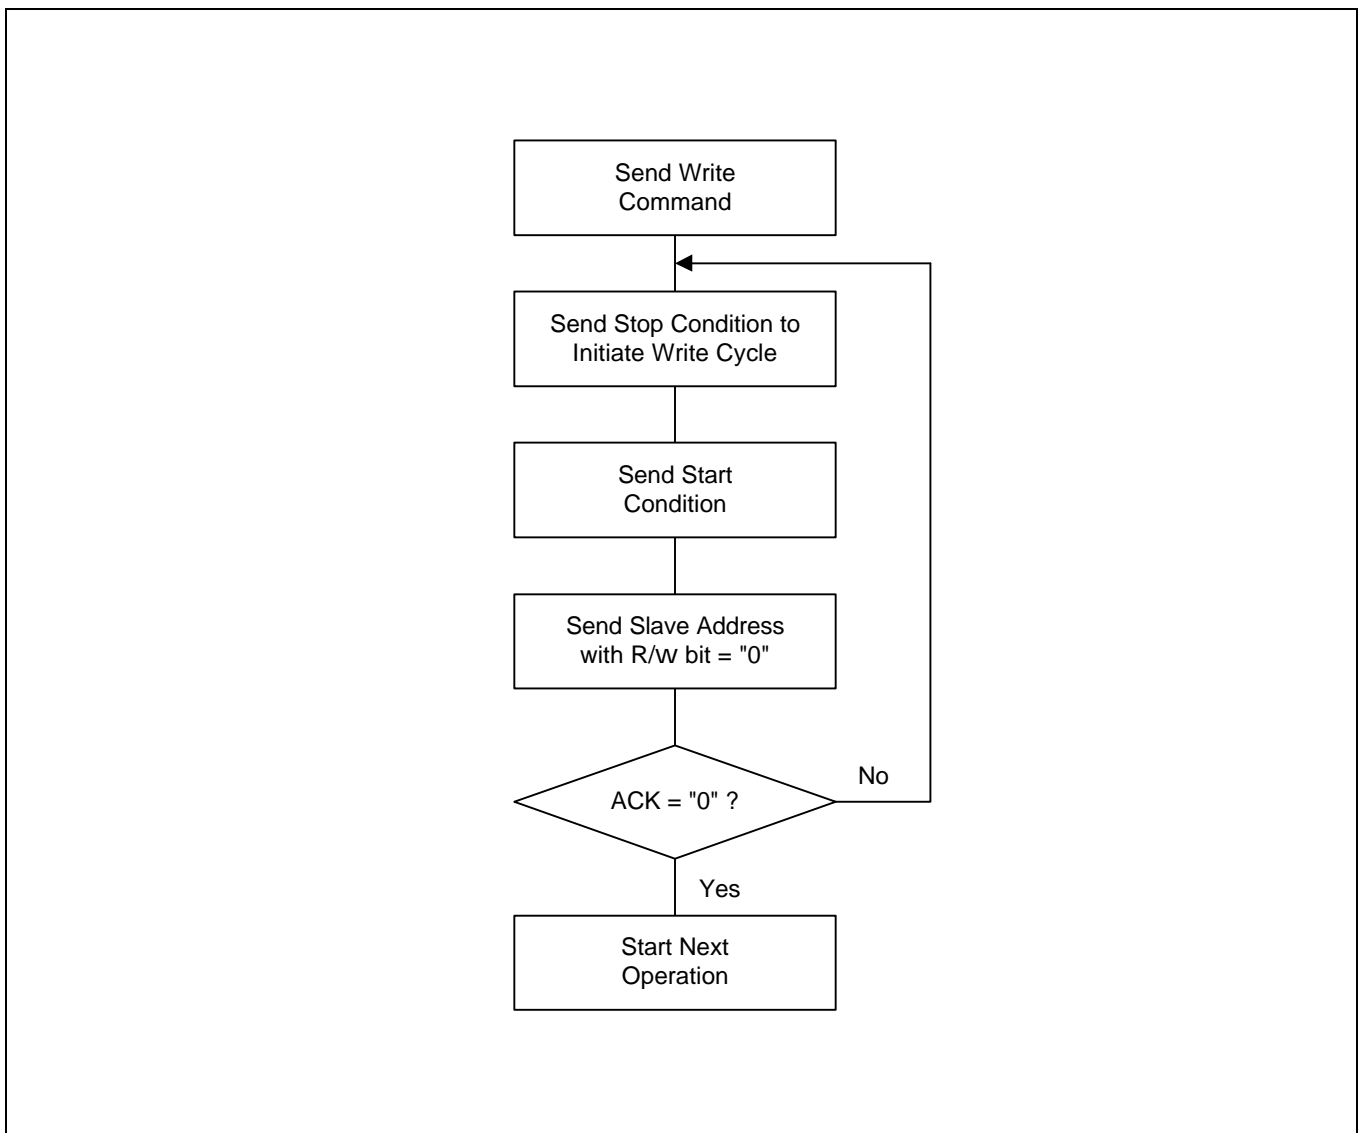 Send Write
Command
Send Stop Condition to
Initiate Write Cycle
Send Start
Condition
Send Slave Address
with R/W bit = "0"
ACK = "0" ?
No
Yes
Start Next
Operation